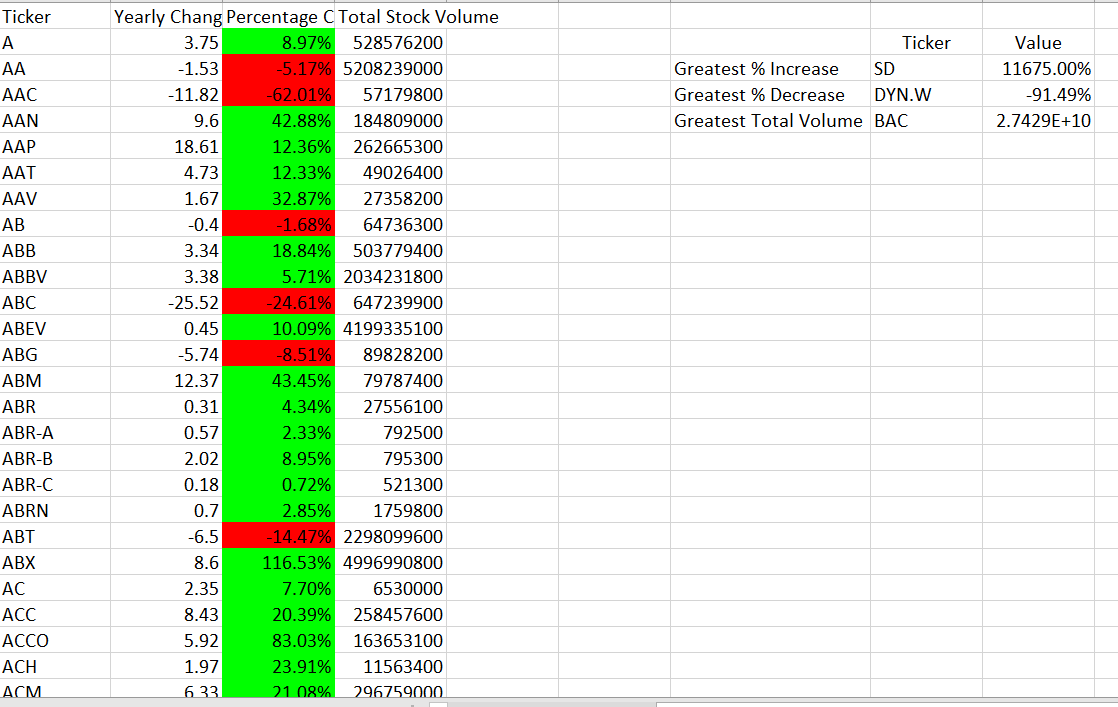 Ticker Yearly Chang Percentage C Total Stock Volume
A 3.75 8.97% 528576200 Ticker Value
AA -1.53 -5.17% 5208239000 Greatest % Increase SD 11675.00%
AAC -11.82 -62.01% 57179800 Greatest % Decrease DYN.W -91.49%
AAN 9.6 42.88% 184809000 Greatest Total Volume BAC 2.7429E+10
AAP 18.61 12.36% 262665300
AAT 4.73 12.33% 49026400
AAV 1.67 32.87% 27358200
AB -0.4 -1.68% 64736300
ABB 3.34 18.84% 503779400
ABBV 3.38 5.71% 2034231800
ABC -25.52 -24.61% 647239900
ABEV 0.45 10.09% 4199335100
ABG -5.74 -8.51% 89828200
ABM 12.37 43.45% 79787400
ABR 0.31 4.34% 27556100
ABR-A 0.57 2.33% 792500
ABR-B 2.02 8.95% 795300
ABR-C 0.18 0.72% 521300
ABRN 0.7 2.85% 1759800
ABT -6.5 -14.47% 2298099600
ABX 8.6 116.53% 4996990800
AC 2.35 7.70% 6530000
ACC 8.43 20.39% 258457600
ACCO 5.92 83.03% 163653100
ACH 1.97 23.91% 11563400
ACM 6.33 21.08% 296759000